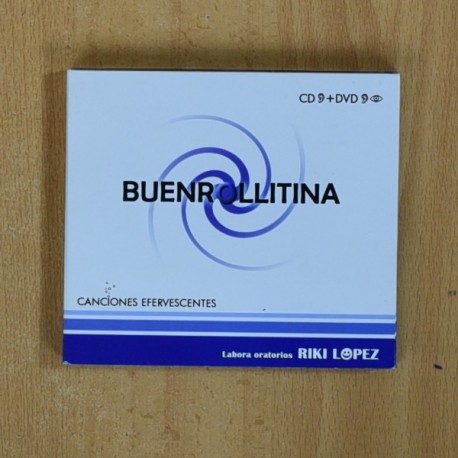 CD+DVD
BUENROLLITINA
CANCIONES EFERVESCENTES
Labora oratorios RIKI LOPEZ